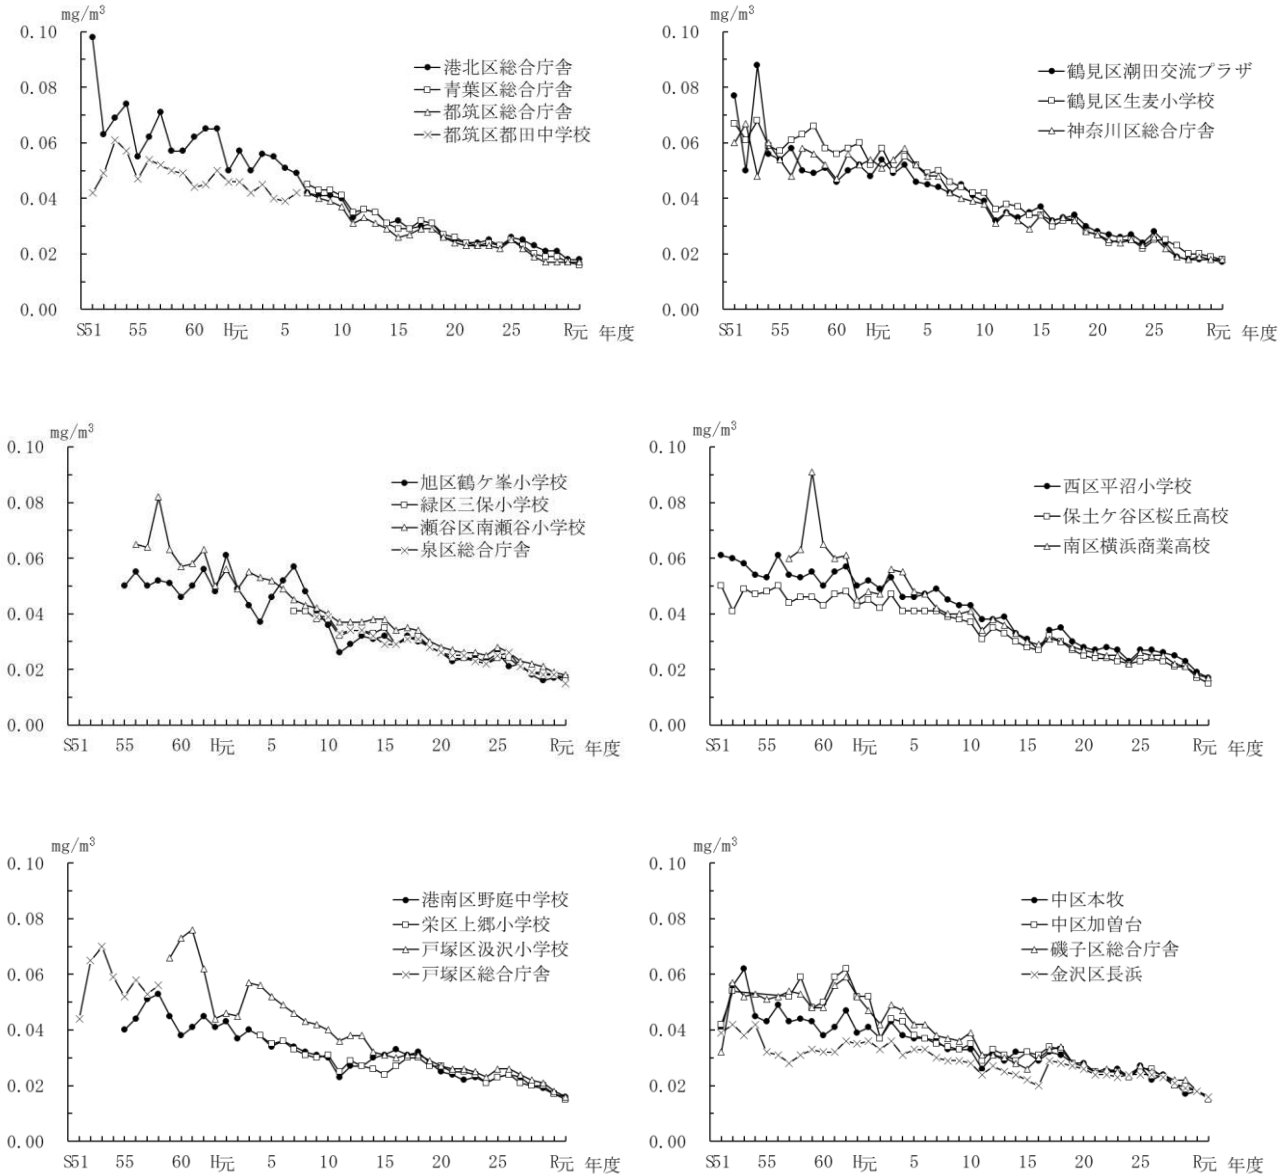 mg/m³
0.10
0.08
0.06
0.04
0.02
0.00
港北区総合庁舎
青葉区総合庁舎
都筑区総合庁舎
都筑区都田中学校
S51 55 60 H元 5 10 15 20 25 R元 年度
mg/m³
0.10
0.08
0.06
0.04
0.02
0.00
鶴見区潮田交流プラザ
鶴見区生麦小学校
神奈川区総合庁舎
S51 55 60 H元 5 10 15 20 25 R元 年度
mg/m³
0.10
0.08
0.06
0.04
0.02
0.00
旭区鶴ケ峯小学校
緑区三保小学校
瀬谷区南瀬谷小学校
泉区総合庁舎
S51 55 60 H元 5 10 15 20 25 R元 年度
mg/m³
0.10
0.08
0.06
0.04
0.02
0.00
西区平沼小学校
保土ケ谷区桜丘高校
南区横浜商業高校
S51 55 60 H元 5 10 15 20 25 R元 年度
mg/m³
0.10
0.08
0.06
0.04
0.02
0.00
港南区野庭中学校
栄区上郷小学校
戸塚区汲沢小学校
戸塚区総合庁舎
S51 55 60 H元 5 10 15 20 25 R元 年度
mg/m³
0.10
0.08
0.06
0.04
0.02
0.00
中区本牧
中区加曽台
磯子区総合庁舎
金沢区長浜
S51 55 60 H元 5 10 15 20 25 R元 年度